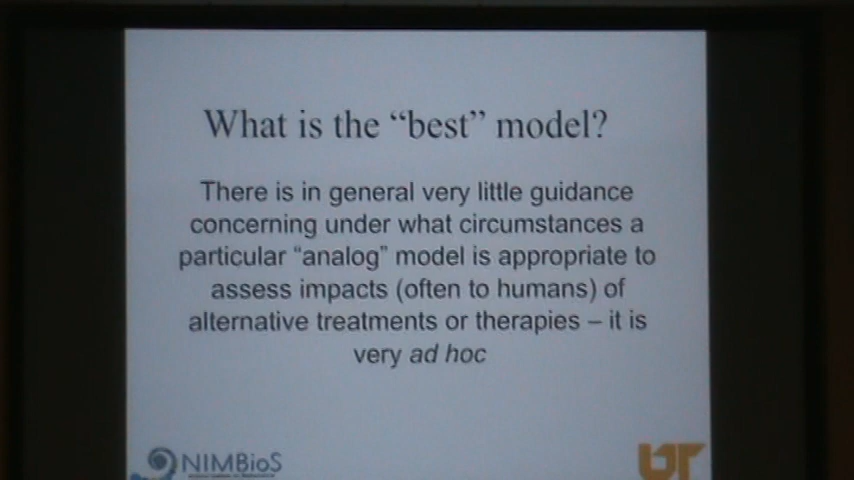 What is the “best” model?
There is in general very little guidance
concerning under what circumstances a
particular “analog” model is appropriate to
assess impacts (often to humans) of
alternative treatments or therapies – it is
very ad hoc
NIMBioS
UT